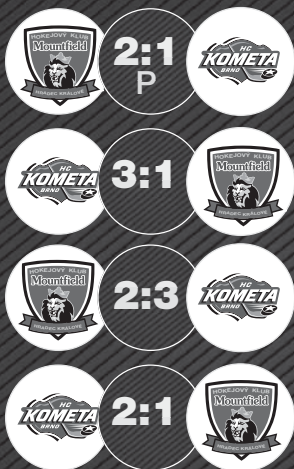 HOKEJOVÝ KLUB
Mountfield
HRADEC KRÁLOVÉ
2:1
P
HC
KOMETA
BRNO
HC
KOMETA
BRNO
3:1
HOKEJOVÝ KLUB
Mountfield
HRADEC KRÁLOVÉ
HOKEJOVÝ KLUB
Mountfield
HRADEC KRÁLOVÉ
2:3
HC
KOMETA
BRNO
HC
KOMETA
BRNO
2:1
HOKEJOVÝ KLUB
Mountfield
HRADEC KRÁLOVÉ